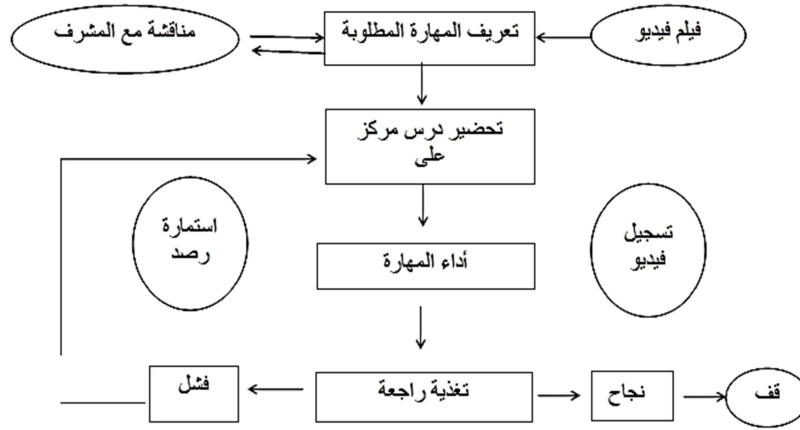 فيلم فيديو
تعريف المهارة المطلوبة
مناقشة مع المشرف
تحضير درس مركز
على
تسجيل
فيديو
استمارة
رصد
أداء المهارة
قف
نجاح
تغذية راجعة
فشل